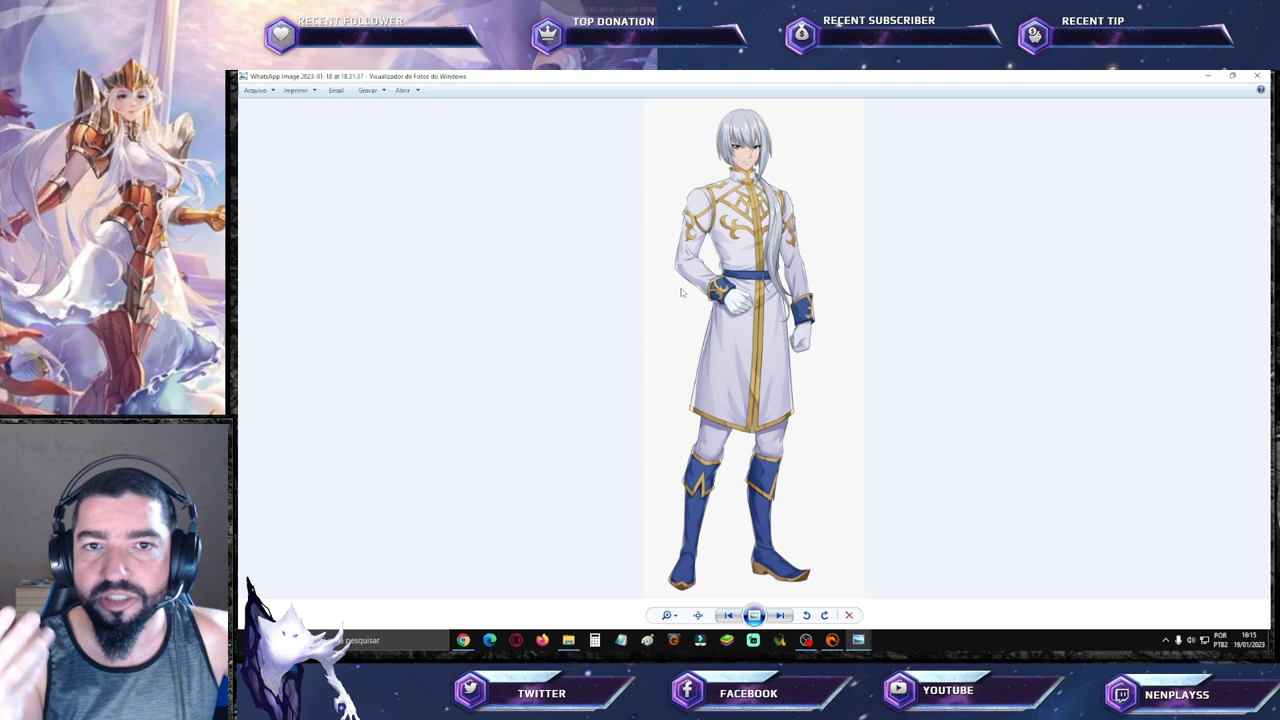 RECENT FOLLOWER
TOP DONATION
RECENT SUBSCRIBER
RECENT TIP
WhatsApp Image 2023-01-18 at 18.31.37 - Visualizador de Fotos do Windows
Arquivo
Imprimir
Email
Gravar
Abrir
pesquisar
POR
PTB2
16:15
19/01/2023
TWITTER
FACEBOOK
YOUTUBE
NENPLAYSS